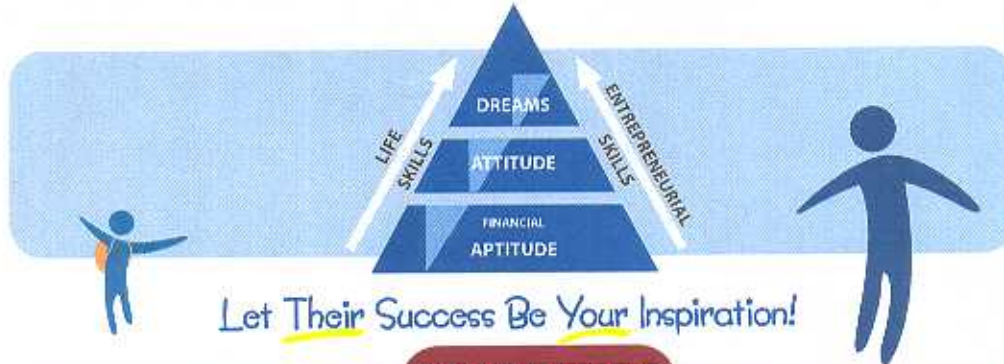 DREAMS
LIFE
SKILLS
ATTITUDE
ENTREPRENEURIAL
SKILLS
FINANCIAL
APTITUDE
Let Their Success Be Your Inspiration!